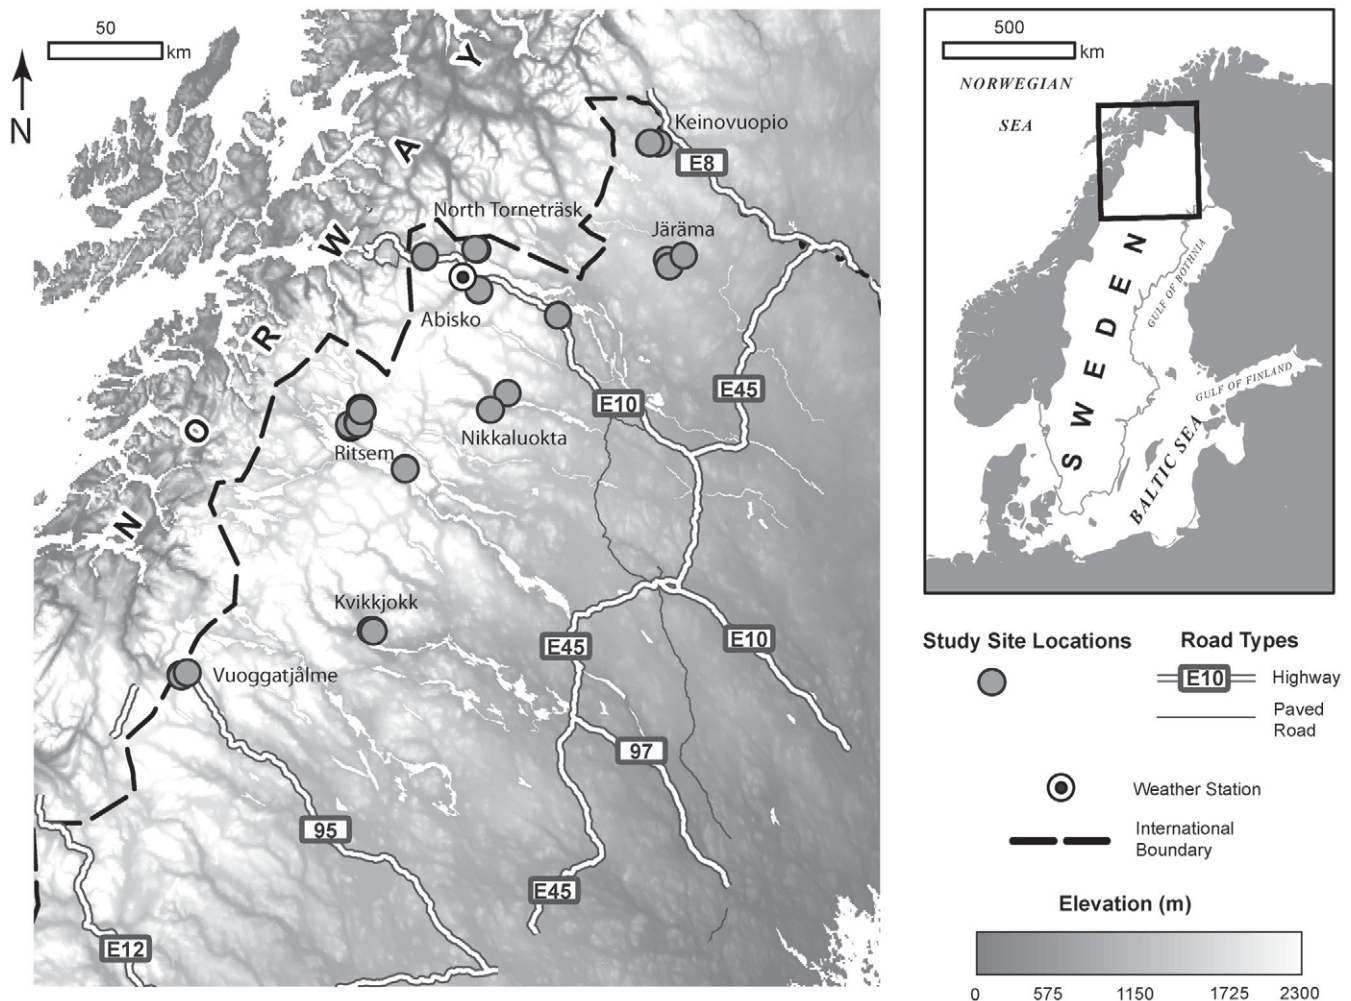 50
km
N
N O R W A Y
Keinovuopio
E8
North Torneträsk
Järäma
Abisko
E10
E45
Nikkaluokta
Ritsem
Kvikkjokk
E45
E10
Vuoggatjålme
97
95
E45
E12
500
km
NORWEGIAN
SEA
SWEDEN
GULF OF BOTHNIA
GULF OF FINLAND
BALTIC SEA
Study Site Locations
Road Types
E10
Highway
Paved
Road
Weather Station
International
Boundary
Elevation (m)
0 575 1150 1725 2300